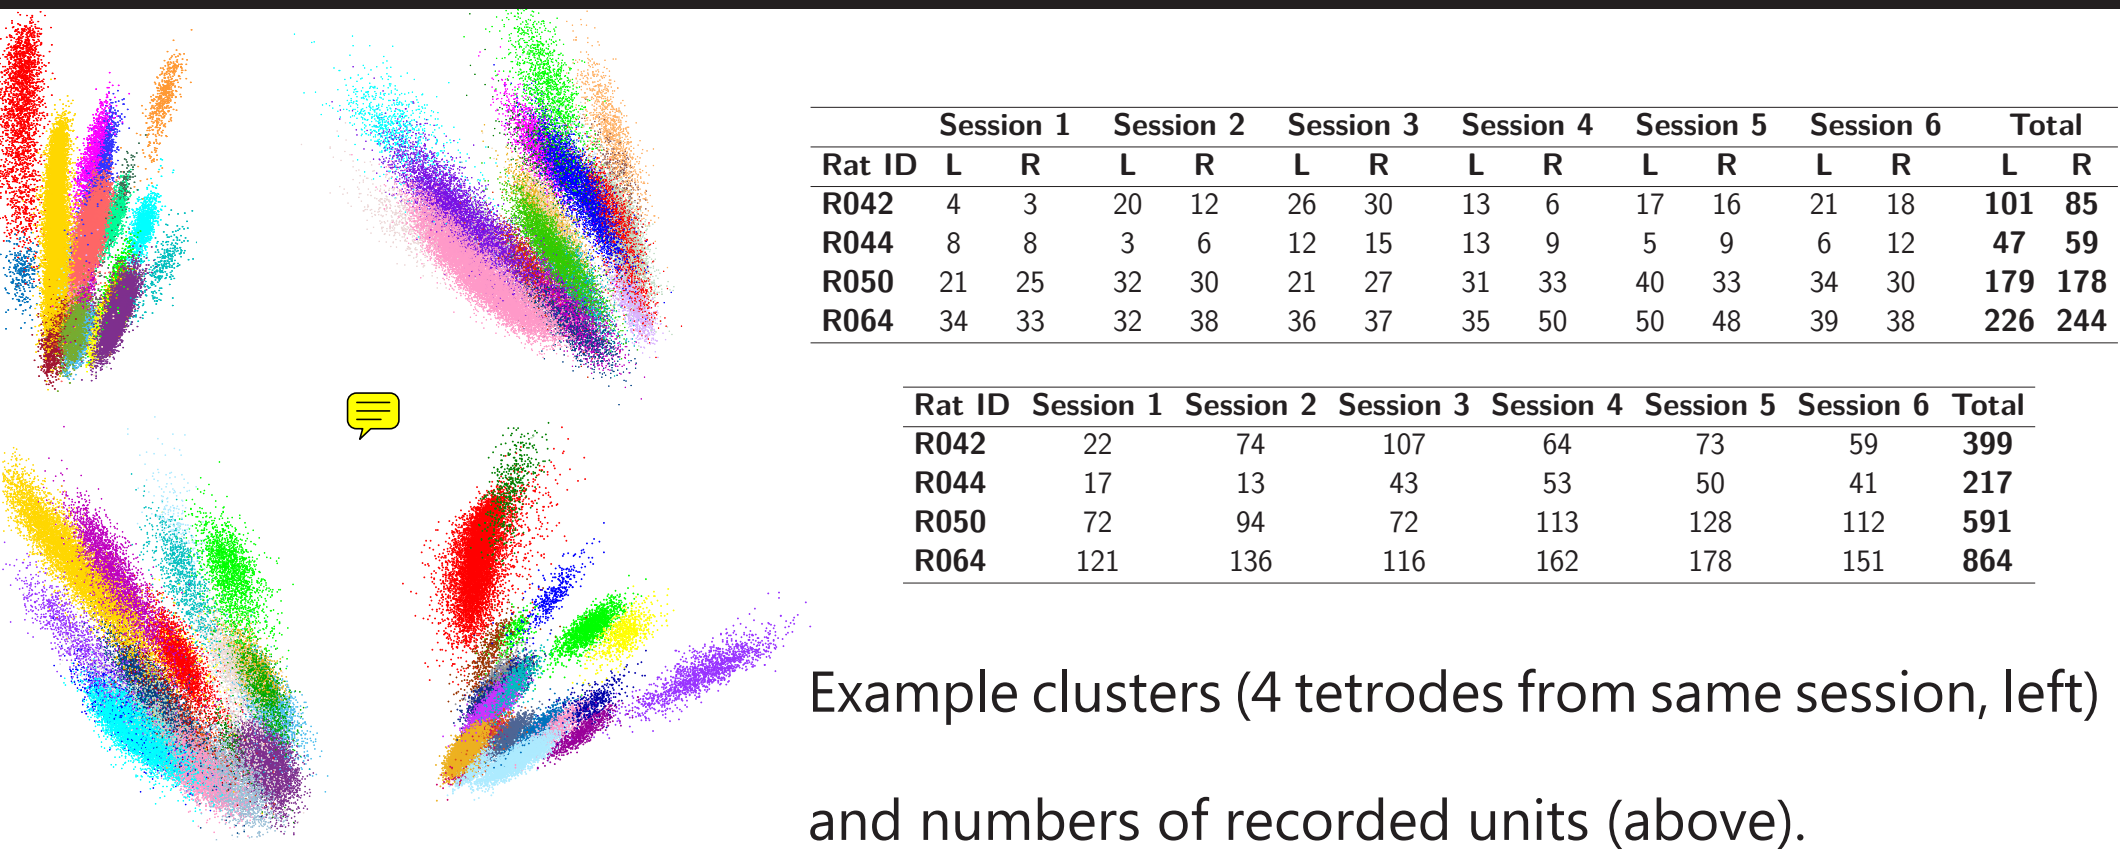 Session 1 Session 2 Session 3 Session 4 Session 5 Session 6 Total
Rat ID L R L R L R L R L R L R L R
R042 4 3 20 12 26 30 13 6 17 16 21 18 101 85
R044 8 8 3 6 12 15 13 9 5 9 6 12 47 59
R050 21 25 32 30 21 27 31 33 40 33 34 30 179 178
R064 34 33 32 38 36 37 35 50 50 48 39 38 226 244
Rat ID Session 1 Session 2 Session 3 Session 4 Session 5 Session 6 Total
R042 22 74 107 64 73 59 399
R044 17 13 43 53 50 41 217
R050 72 94 72 113 128 112 591
R064 121 136 116 162 178 151 864
Example clusters (4 tetrodes from same session, left)
and numbers of recorded units (above).